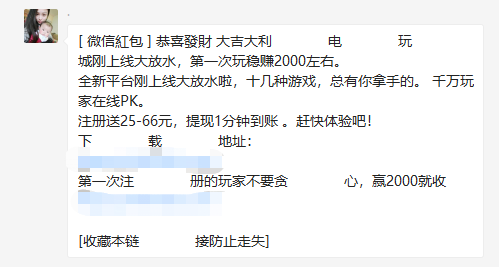 [ 微信红包 ] 恭喜發財 大吉大利 电 玩
城刚上线大放水，第一次玩稳赚2000左右。
全新平台刚上线大放水啦，十几种游戏，总有你拿手的。 千万玩
家在线PK。
注册送25-66元，提现1分钟到账 。赶快体验吧！
下 载 地址：
第一次注 册的玩家不要贪 心，赢2000就收
[收藏本链 接防止走失]